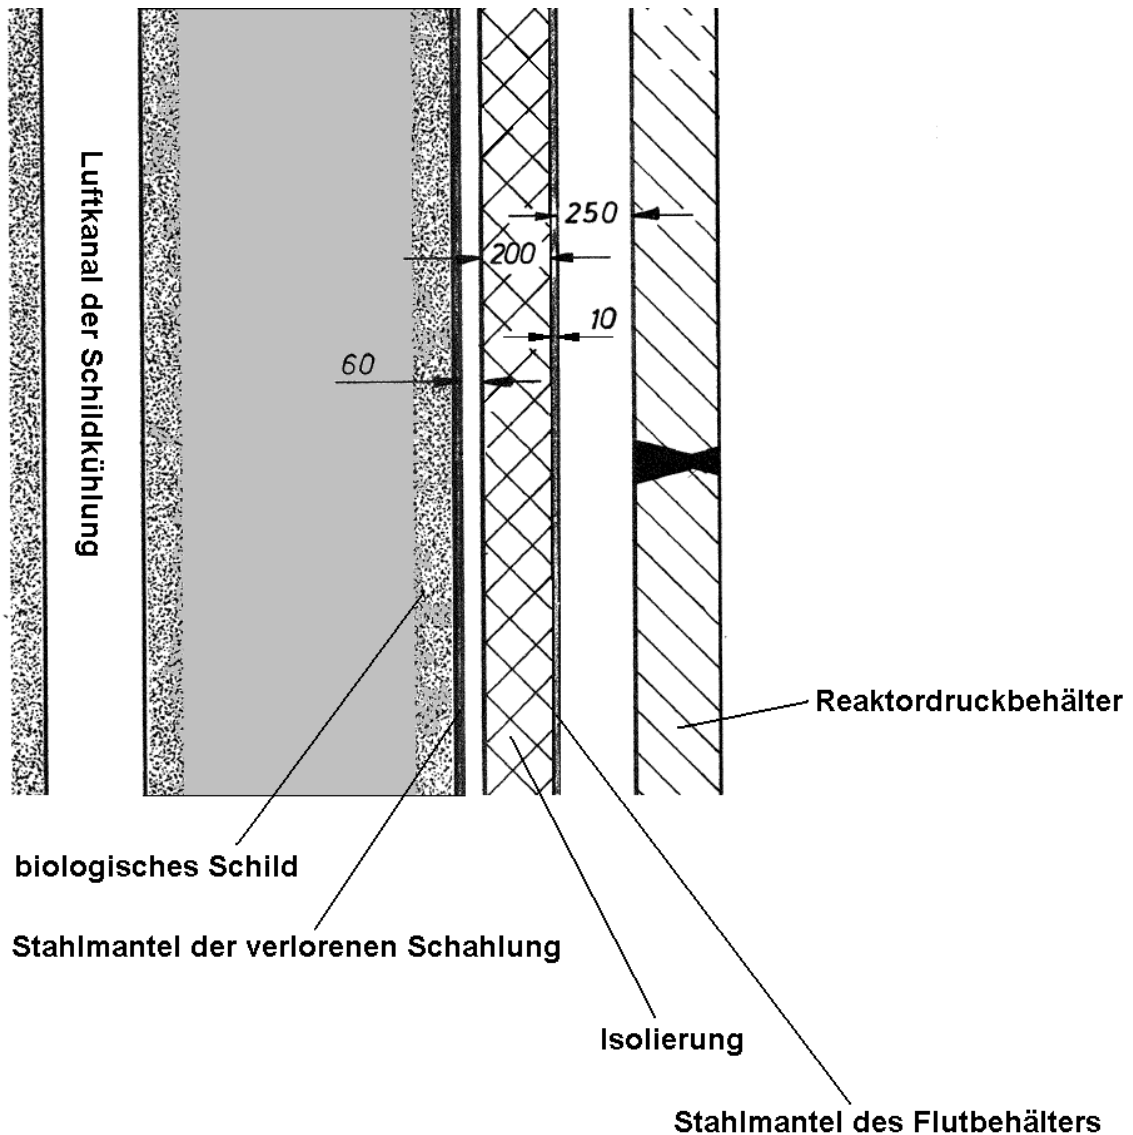 Luftkanal der Schildkühlung
250
200
10
60
Reaktordruckbehälter
biologisches Schild
Stahlmantel der verlorenen Schahlung
Isolierung
Stahlmantel des Flutbehälters